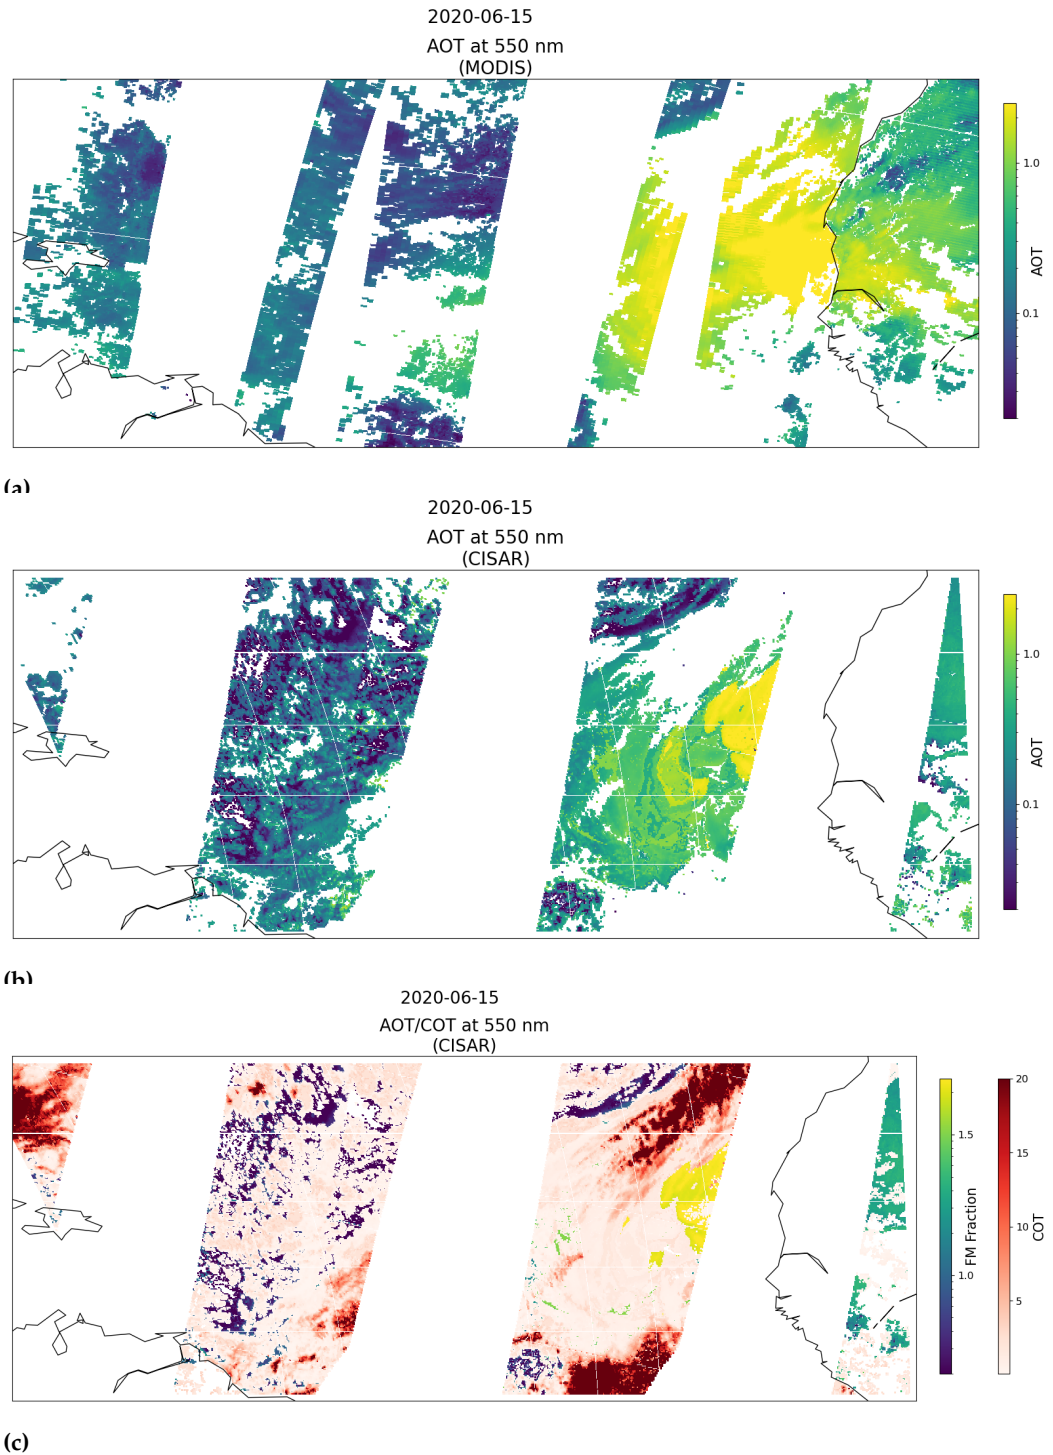 2020-06-15
AOT at 550 nm
(MODIS)
1.0
0.1
AOT
(a)
2020-06-15
AOT at 550 nm
(CISAR)
1.0
0.1
AOT
(b)
2020-06-15
AOT/COT at 550 nm
(CISAR)
1.5
1.0
FM Fraction
20
15
10
5
COT
(c)